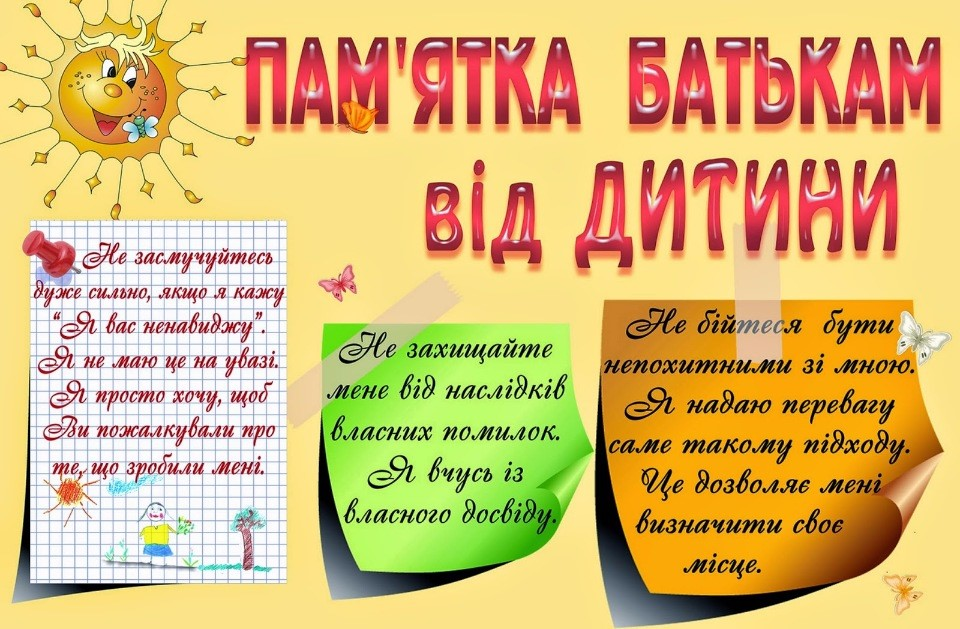 ПАМ'ЯТКА БАТЬКАМ
від ДИТИНИ
Не засмучуйтесь
дуже сильно, якщо я кажу
“Я вас ненавиджу”.
Я не маю це на увазі.
Я просто хочу, щоб
Ви пожалкували про
те, що зробили мені.
Не захищайте
мене від наслідків
власних помилок.
Я вчусь із
власного досвіду.
Не бійтеся бути
непохитними зі мною.
Я надаю перевагу
саме такому підходу.
Це дозволяє мені
визначити своє
місце.